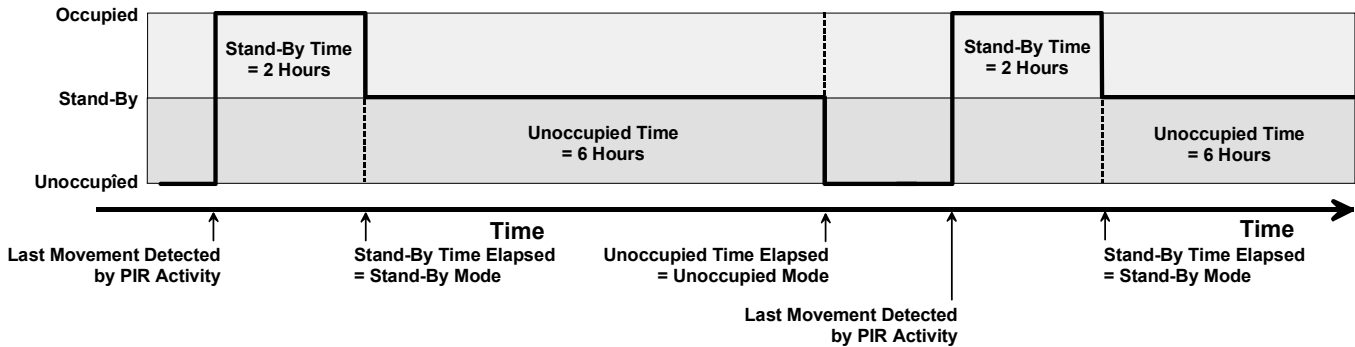 Occupied
Stand-By Time
= 2 Hours
Stand-By Time
= 2 Hours
Stand-By
Unoccupied Time
= 6 Hours
Unoccupied Time
= 6 Hours
Unoccupîed
Time
Time
Last Movement Detected
by PIR Activity
Stand-By Time Elapsed
= Stand-By Mode
Unoccupied Time Elapsed
= Unoccupied Mode
Stand-By Time Elapsed
= Stand-By Mode
Last Movement Detected
by PIR Activity